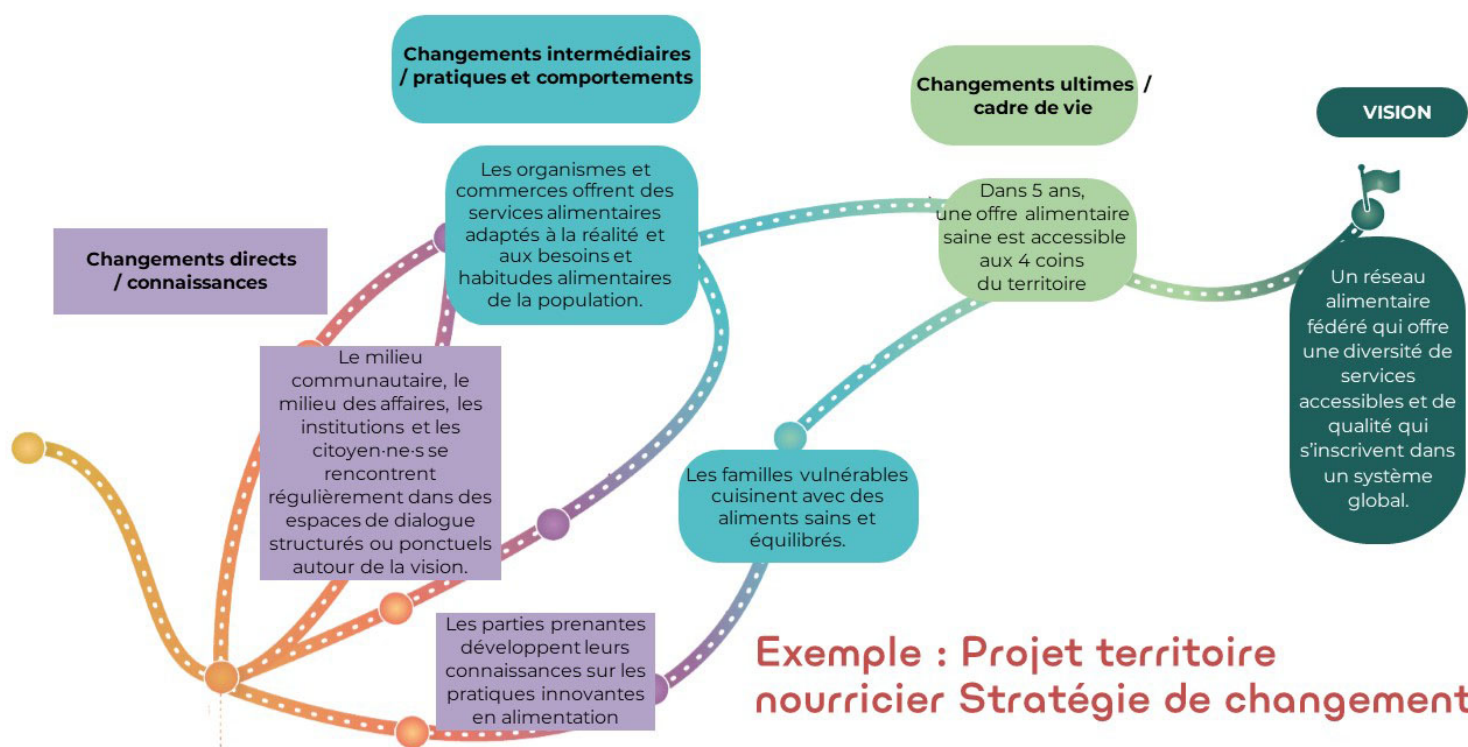 Changements intermédiaires
/ pratiques et comportements
Changements ultimes /
cadre de vie
VISION
Changements directs
/ connaissances
Les organismes et
commerces offrent des
services alimentaires
adaptés à la réalité et
aux besoins et
habitudes alimentaires
de la population.
Dans 5 ans,
une offre alimentaire
saine est accessible
aux 4 coins
du territoire
Un réseau
alimentaire
fédéré qui offre
une diversité de
services
accessibles et de
qualité qui
s'inscrivent dans
un système
global.
Le milieu
communautaire, le
milieu des affaires, les
institutions et les
citoyen·ne·s se
rencontrent
régulièrement dans des
espaces de dialogue
structurés ou ponctuels
autour de la vision.
Les familles vulnérables
cuisinent avec des
aliments sains et
équilibrés.
Les parties prenantes
développent leurs
connaissances sur les
pratiques innovantes
en alimentation
Exemple : Projet territoire
nourricier Stratégie de changement